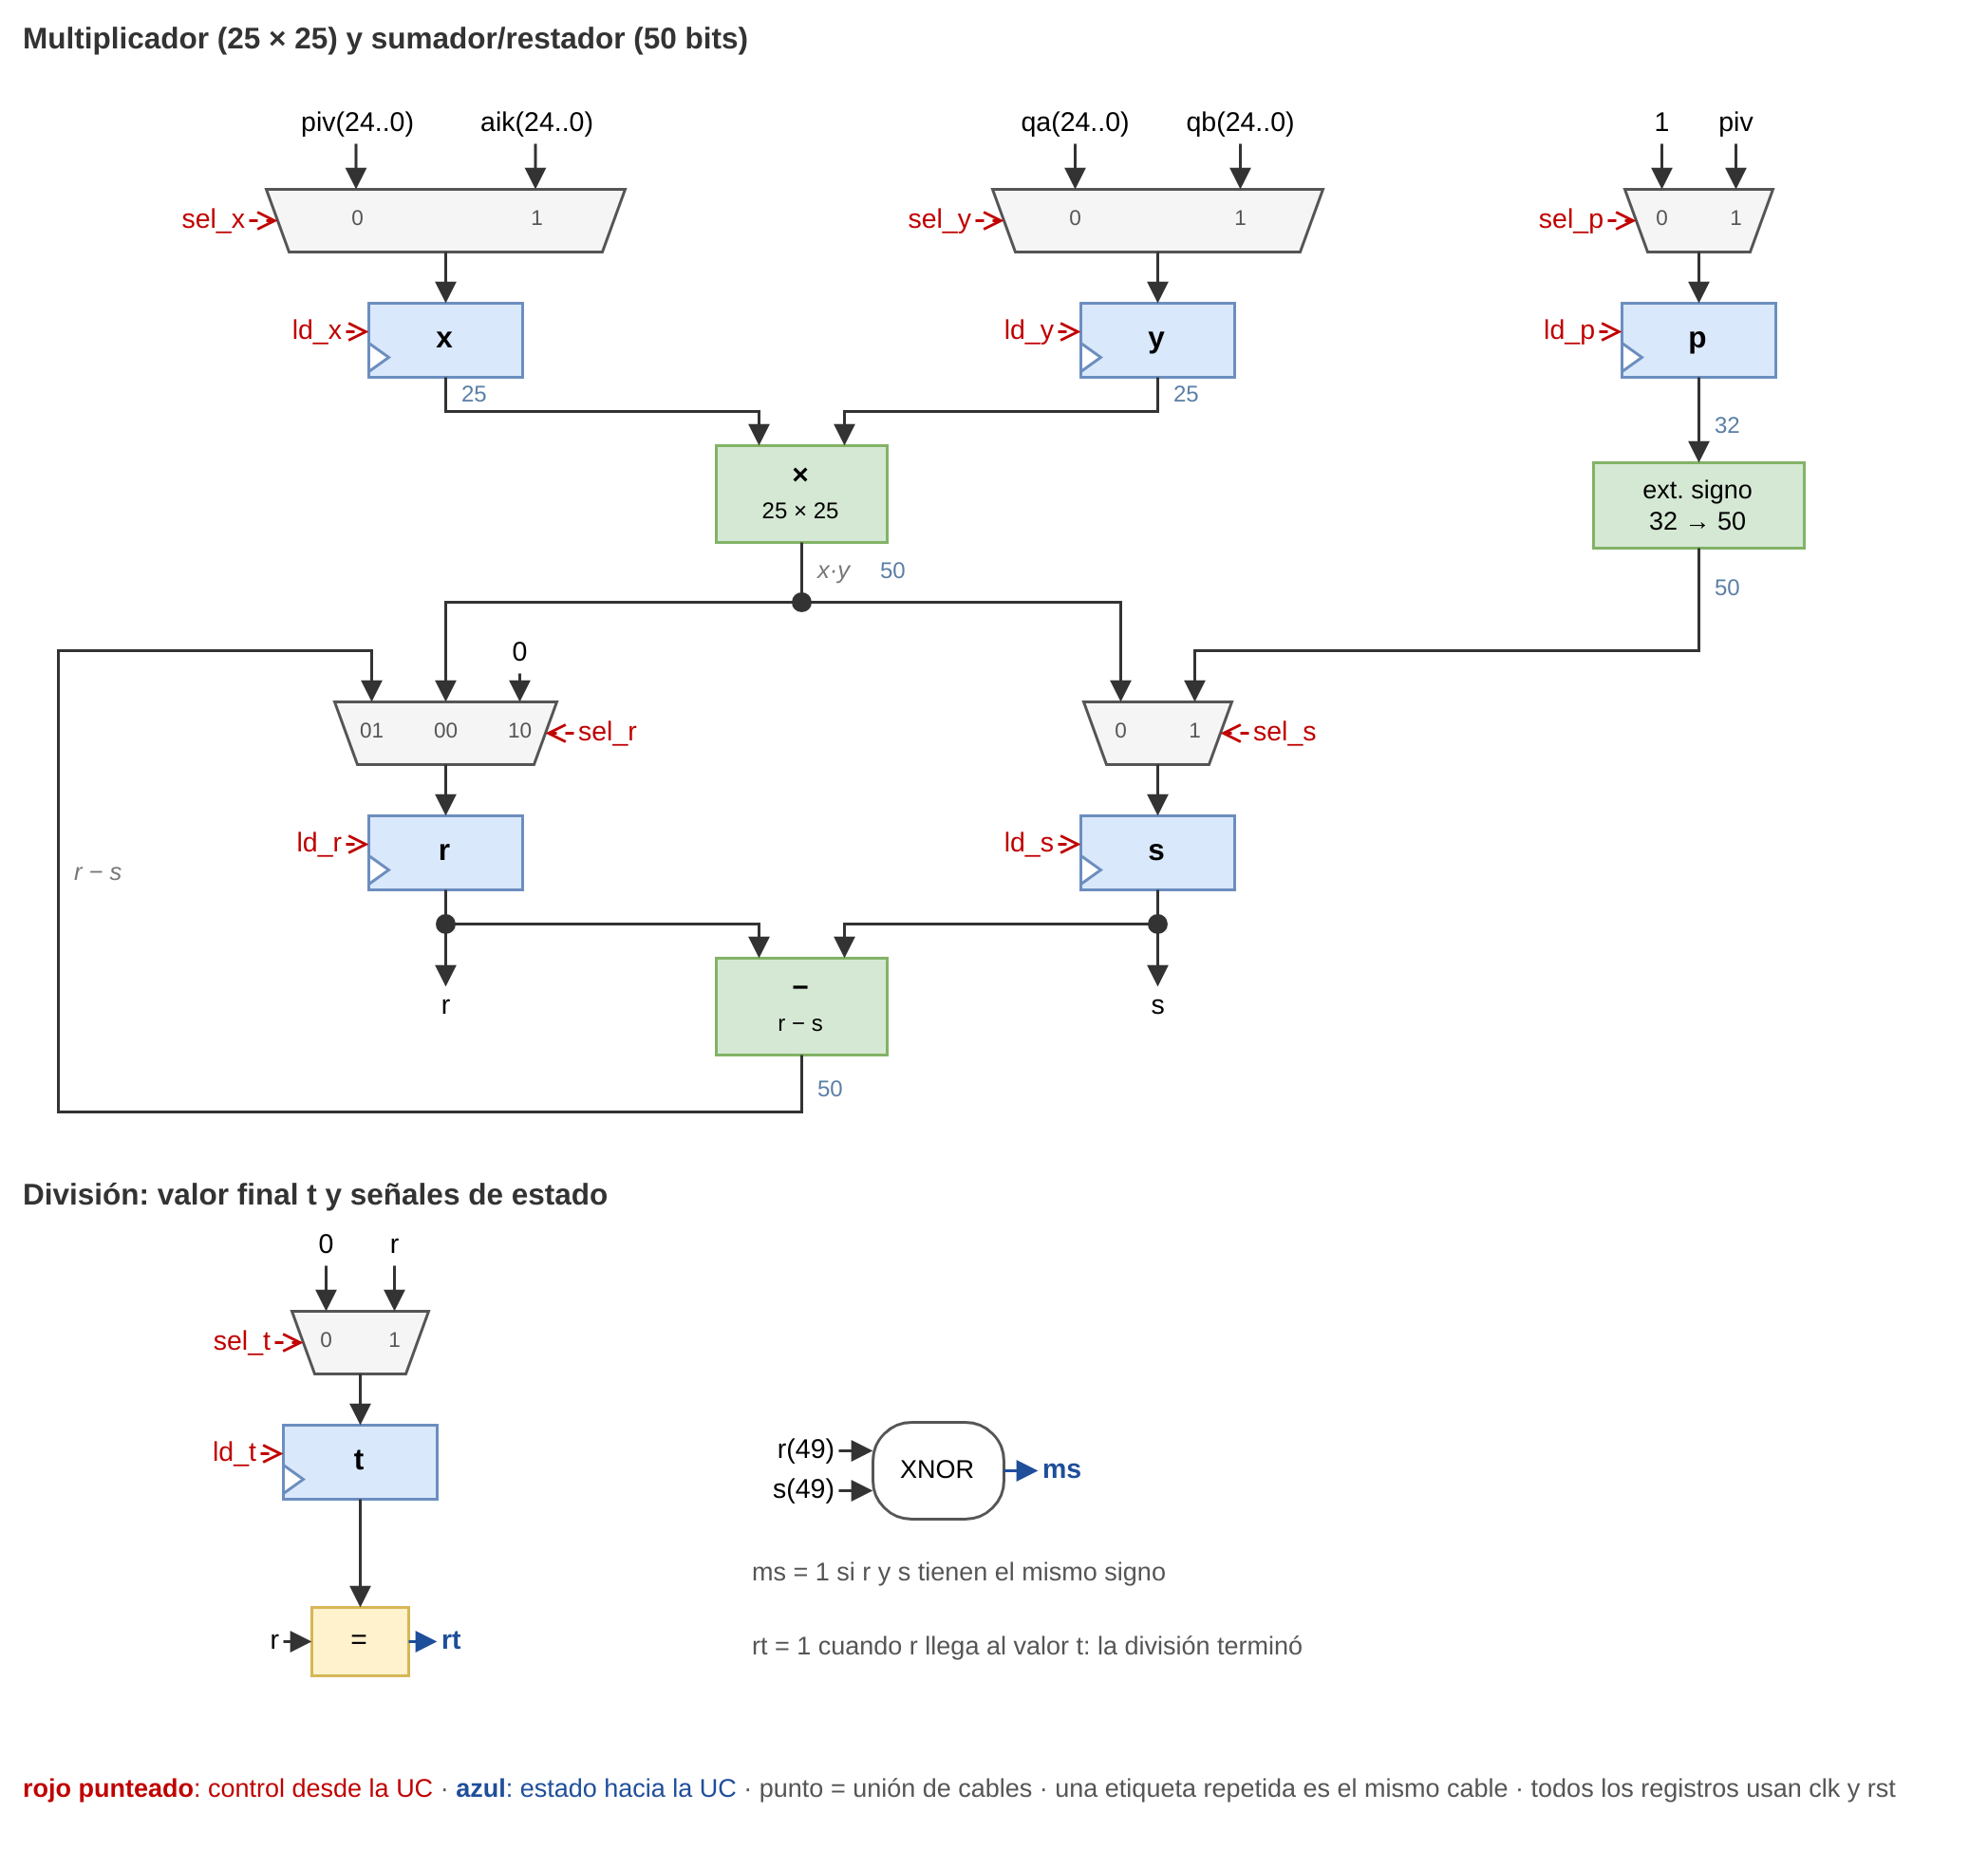 Multiplicador (25 × 25) y sumador/restador (50 bits)
piv(24..0) aik(24..0) qa(24..0) qb(24..0) 1 piv
sel_x 0 1 sel_y 0 1 sel_p 0 1
ld_x x ld_y y ld_p p
25 25
32
×
25 × 25
ext. signo
32 → 50
x·y 50
50
0
01 00 10 sel_r 0 1 sel_s
ld_r r ld_s s
r − s
r s
−
r − s
50
División: valor final t y señales de estado
0 r
sel_t 0 1
ld_t t
r(49)
s(49)
XNOR ms
ms = 1 si r y s tienen el mismo signo
r = rt
rt = 1 cuando r llega al valor t: la división terminó
rojo punteado: control desde la UC · azul: estado hacia la UC · punto = unión de cables · una etiqueta repetida es el mismo cable · todos los registros usan clk y rst